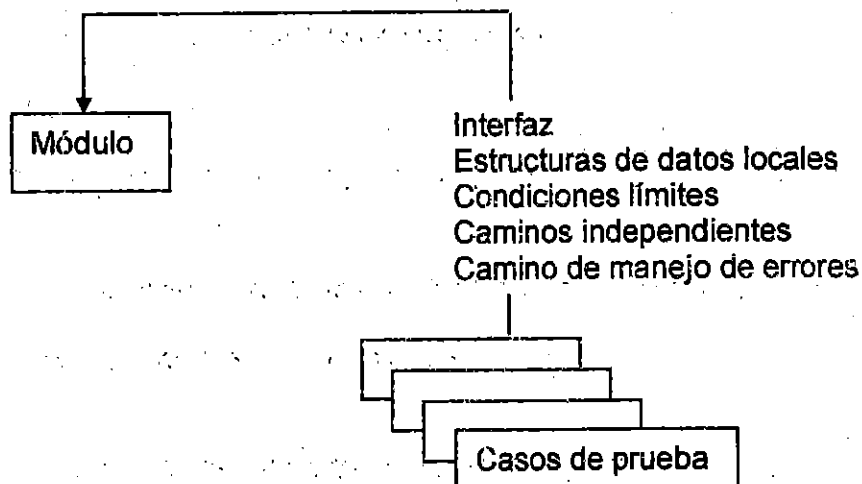 Módulo
Interfaz
Estructuras de datos locales
Condiciones límites
Caminos independientes
Camino de manejo de errores
Casos de prueba